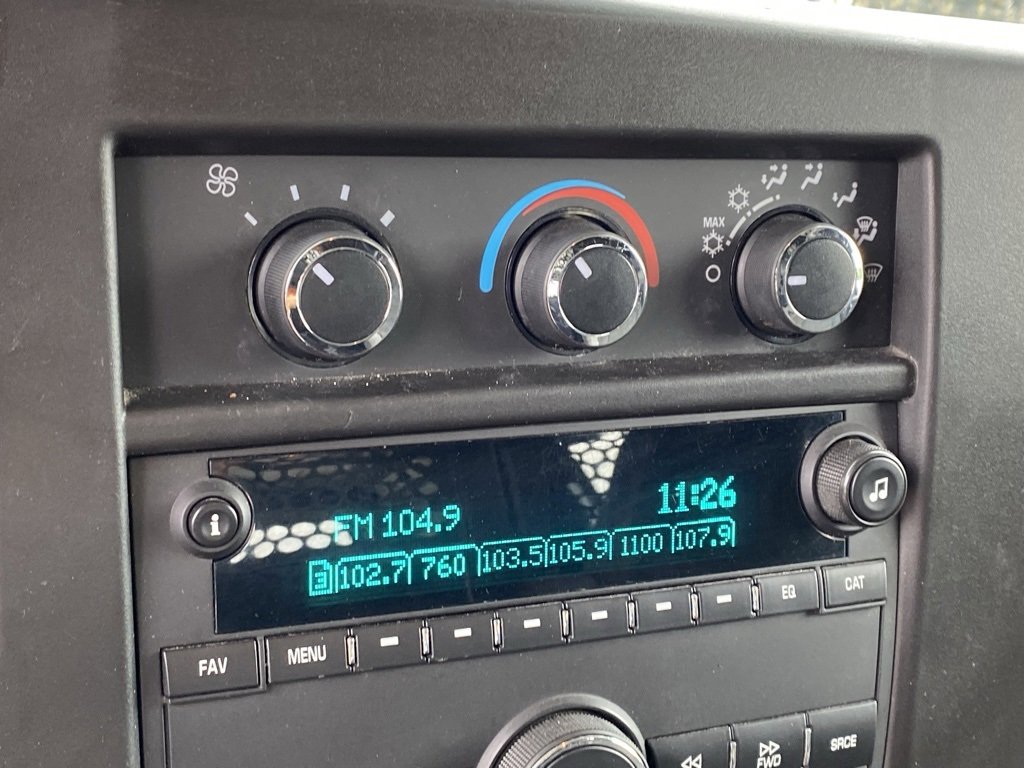 MAX
FM 104.9 11:26
102.7 760 103.5 105.9 1100 107.9
i
FAV MENU EQ CAT
FWD SRCE